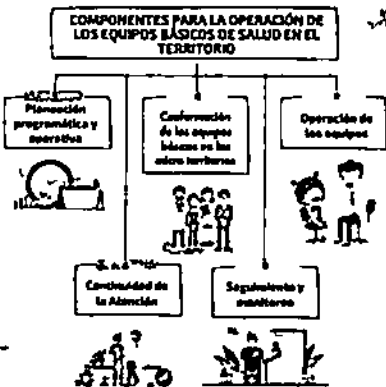 COMPONENTES PARA LA OPERACIÓN DE
LOS EQUIPOS BÁSICOS DE SALUD EN EL
TERRITORIO
Planeación
programática y
operativa
Conformación
de los equipos
básicos en los
micro territorios
Operación de
los equipos
Continuidad de
la Atención
Seguimiento y
monitoreo